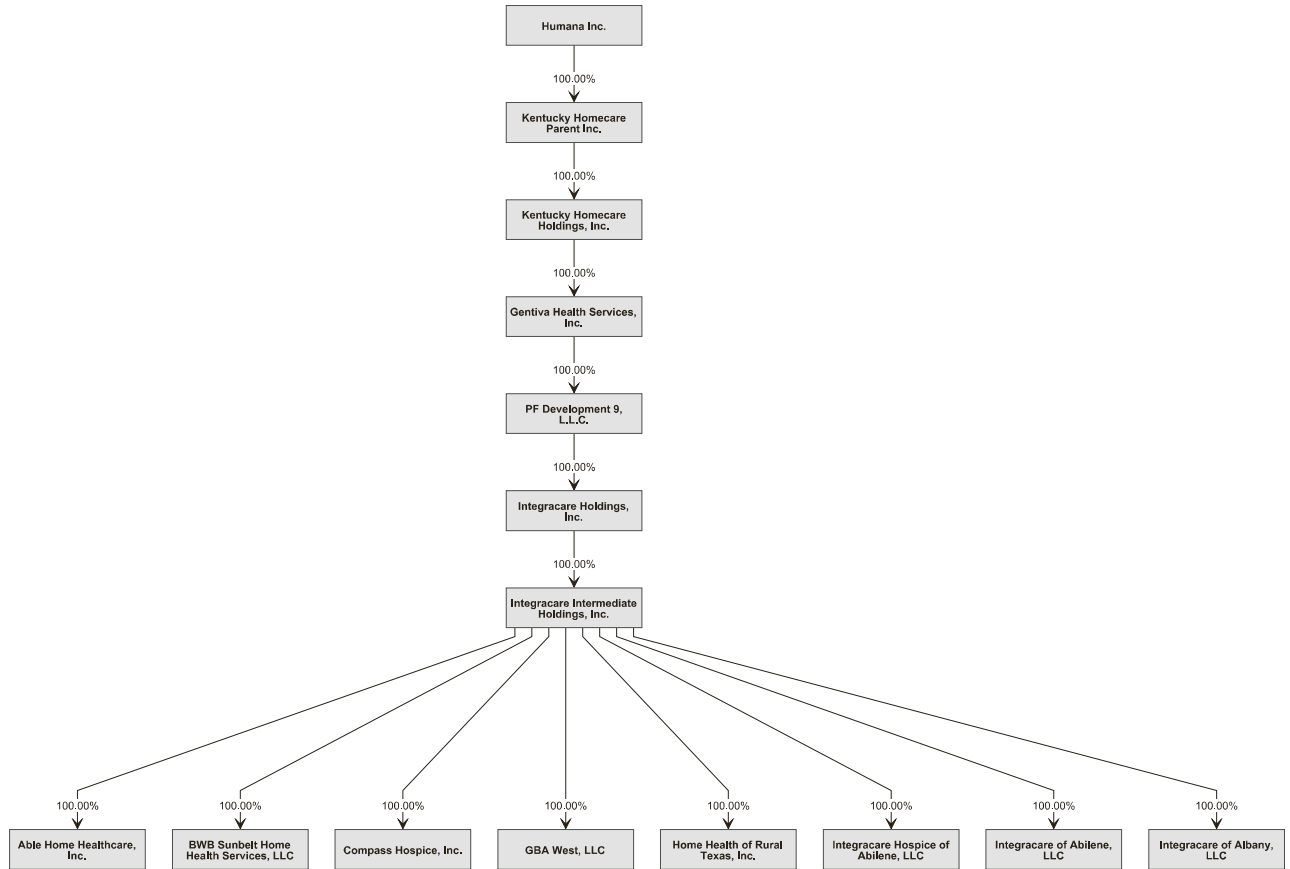 Humana Inc.
100.00%
Kentucky Homecare
Parent Inc.
100.00%
Kentucky Homecare
Holdings, Inc.
100.00%
Gentiva Health Services,
Inc.
100.00%
PF Development 9,
L.L.C.
100.00%
Integracare Holdings,
Inc.
100.00%
Integracare Intermediate
Holdings, Inc.
100.00%
100.00%
100.00%
100.00%
100.00%
100.00%
100.00%
100.00%
Able Home Healthcare,
Inc.
BWB Sunbelt Home
Health Services, LLC
Compass Hospice, Inc.
GBA West, LLC
Home Health of Rural
Texas, Inc.
Integracare Hospice of
Abilene, LLC
Integracare of Abilene,
LLC
Integracare of Albany,
LLC